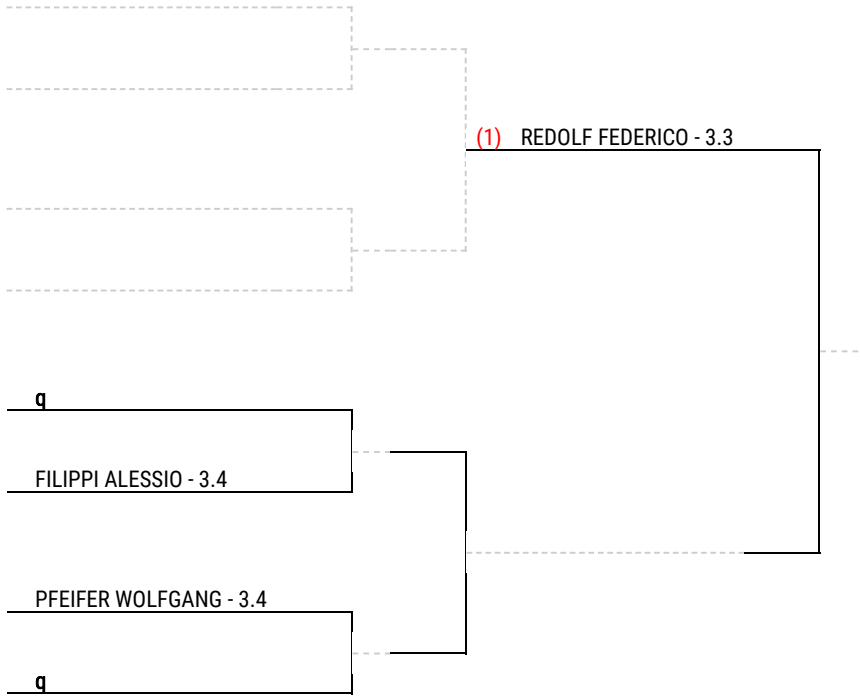 (1) REDOLF FEDERICO - 3.3
q
FILIPPI ALESSIO - 3.4
PFEIFER WOLFGANG - 3.4
q